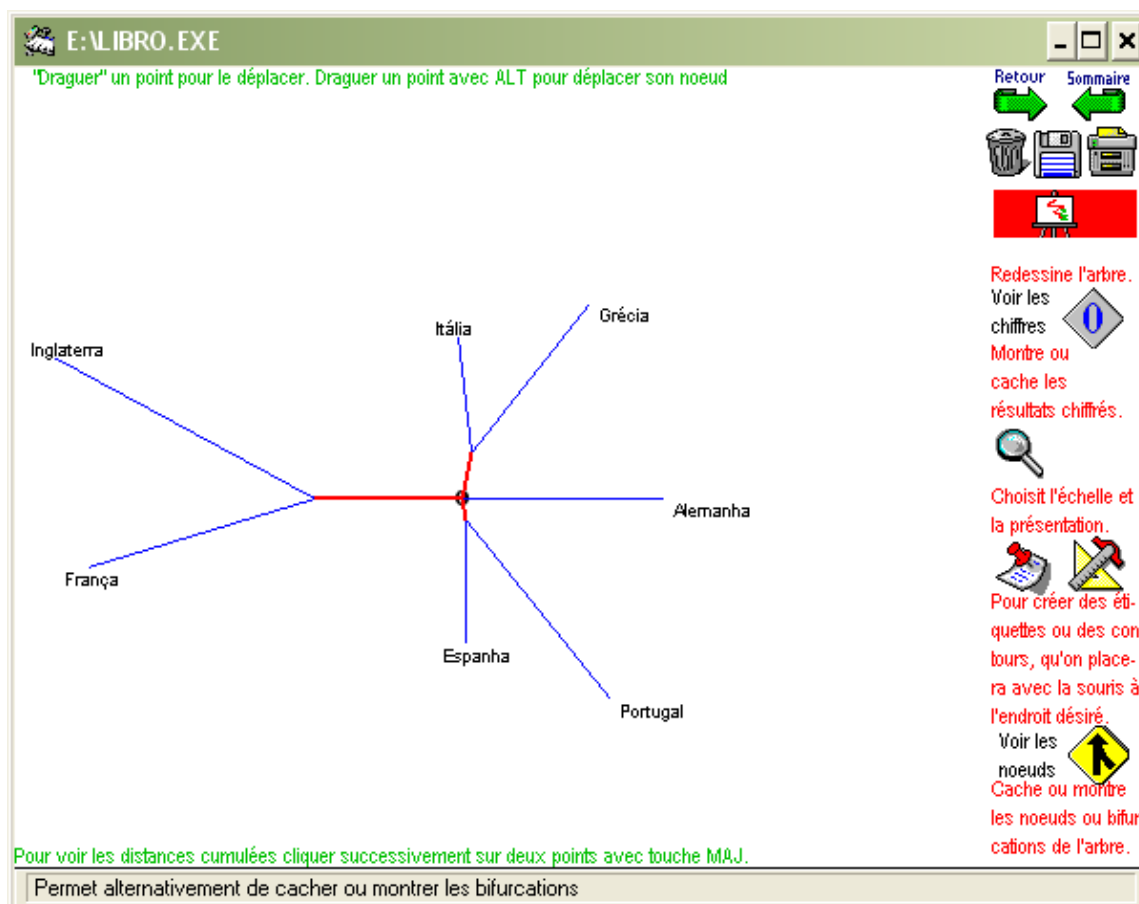 E:\LIBRO.EXE
"Draguer" un point pour le déplacer. Draguer un point avec ALT pour déplacer son noeud
Retour Sommaire
Redessine l'arbre.
Voir les
chiffres
0
Montre ou
cache les
résultats chiffrés.
Choisit l'échelle et
la présentation.
Pour créer des éti-
quettes ou des con
tours, qu'on place-
ra avec la souris à
l'endroit désiré.
Voir les
noeuds
Cache ou montre
les noeuds ou bifur
cations de l'arbre.
Inglaterra
Itália
Grécia
Alemanha
França
Espanha
Portugal
Pour voir les distances cumulées cliquer successivement sur deux points avec touche MAJ.
Permet alternativement de cacher ou montrer les bifurcations